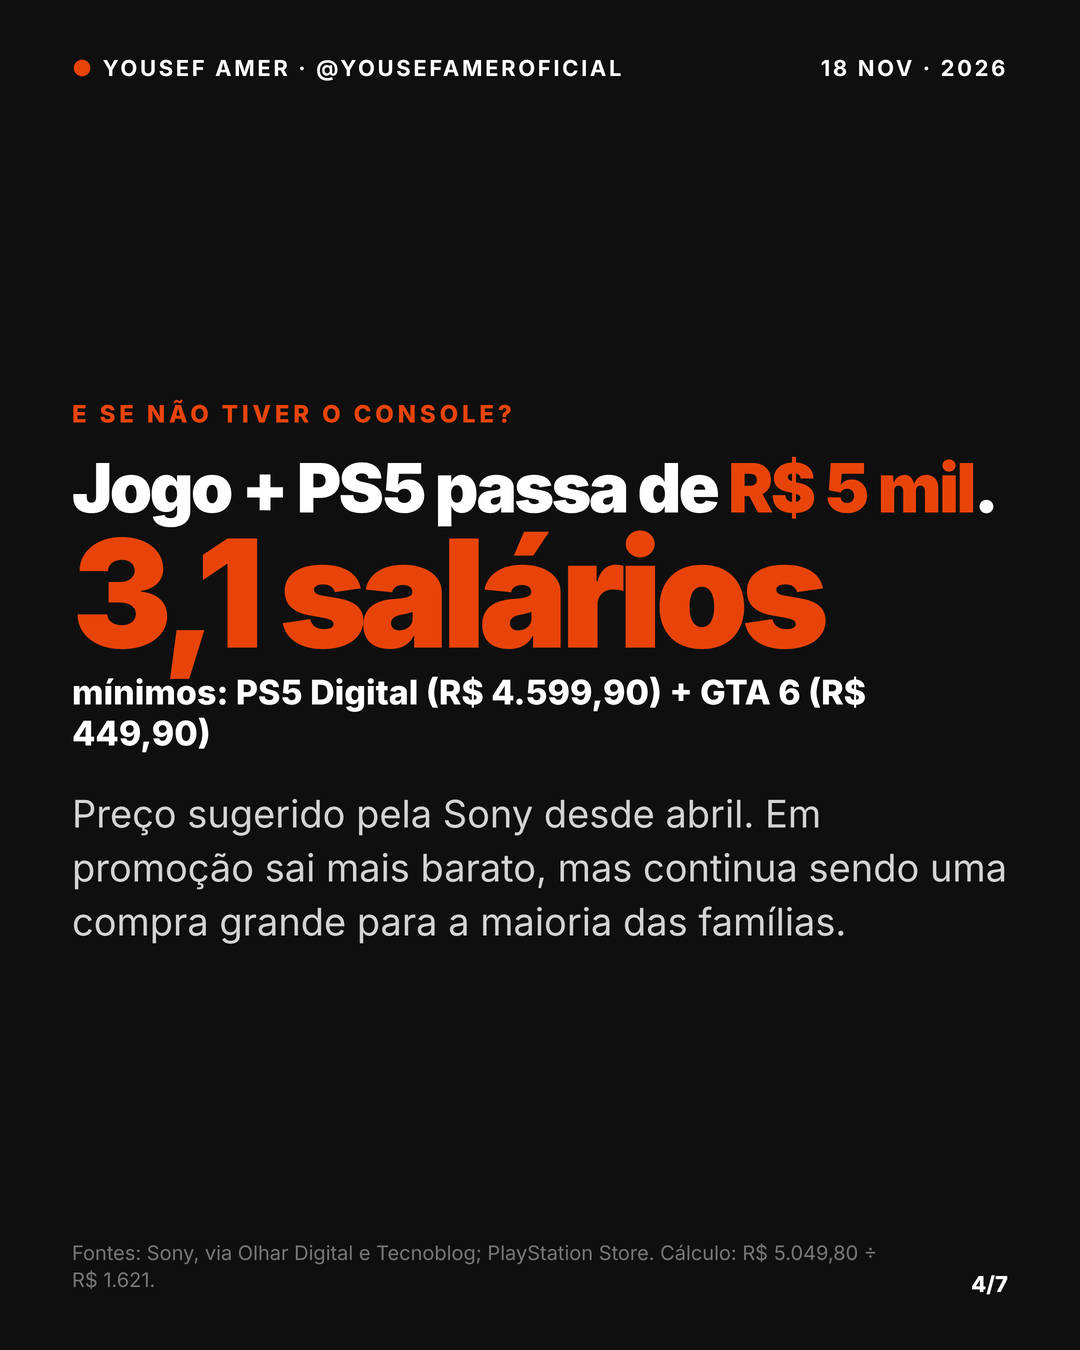 YOUSEF AMER · @YOUSEFAMEROFICIAL
18 NOV · 2026
E SE NÃO TIVER O CONSOLE?
Jogo + PS5 passa de R$ 5 mil.
3,1 salários
mínimos: PS5 Digital (R$ 4.599,90) + GTA 6 (R$
449,90)
Preço sugerido pela Sony desde abril. Em
promoção sai mais barato, mas continua sendo uma
compra grande para a maioria das famílias.
Fontes: Sony, via Olhar Digital e Tecnoblog; PlayStation Store. Cálculo: R$ 5.049,80 ÷
R$ 1.621.
4/7